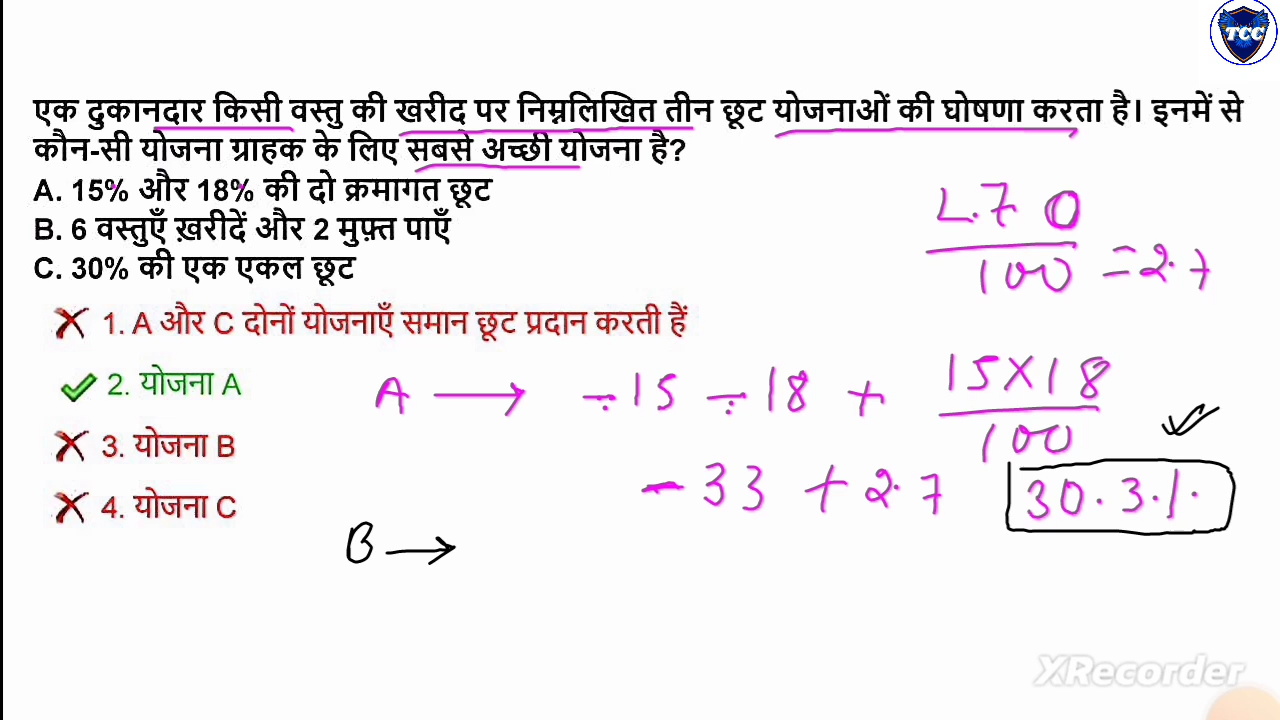 TCC
एक दुकानदार किसी वस्तु की खरीद पर निम्नलिखित तीन छूट योजनाओं की घोषणा करता है। इनमें से
कौन-सी योजना ग्राहक के लिए सबसे अच्छी योजना है?
A. 15% और 18% की दो क्रमागत छूट
B. 6 वस्तुएँ ख़रीदें और 2 मुफ़्त पाएँ
C. 30% की एक एकल छूट
1. A और C दोनों योजनाएँ समान छूट प्रदान करती हैं
2. योजना A
3. योजना B
4. योजना C
70
100 = 2.7
A → ÷15 ÷18 + 15×18
100
- 33 + 2.7 30.3.1.
B →
XRecorder